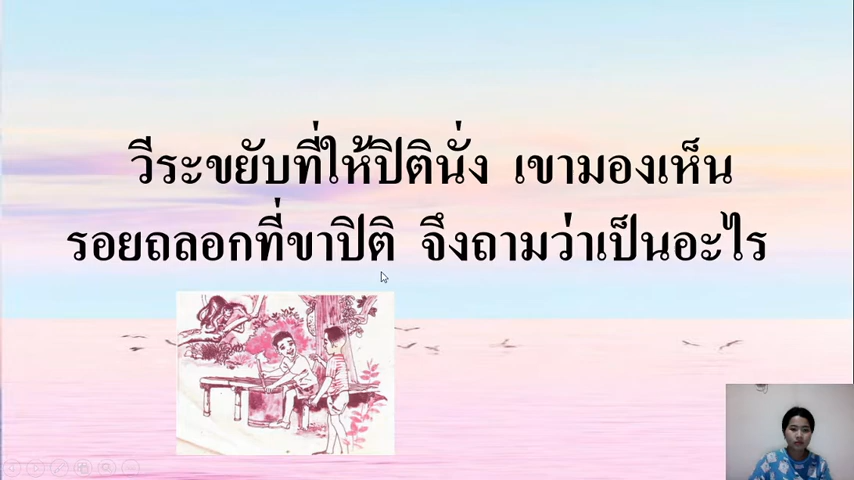 วีระขยับที่ให้ปิตินั่ง เขามองเห็น
รอยถลอกที่ขาปิติ จึงถามว่าเป็นอะไร